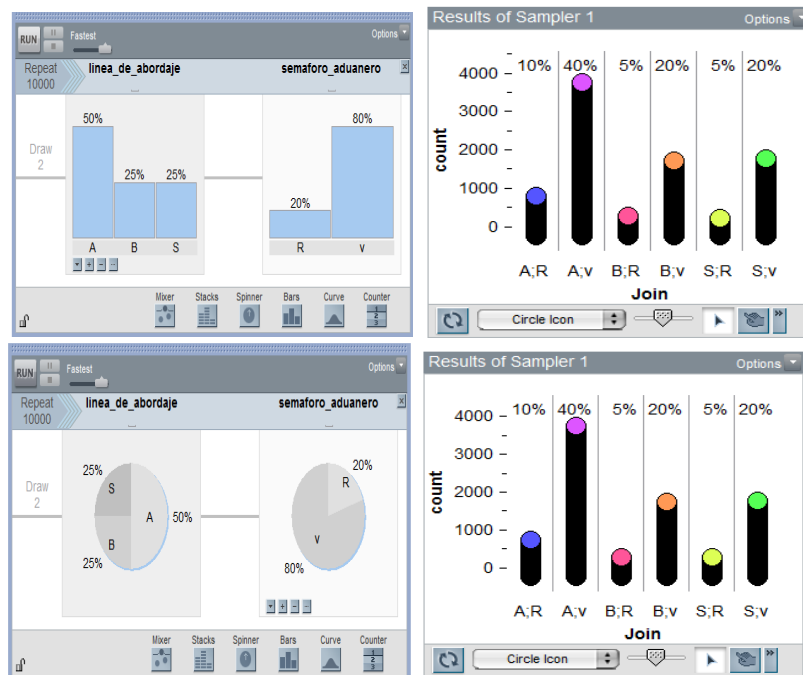 RUN Fastest Options
Repeat 10000 linea_de_abordaje semaforo_aduanero x
Draw 2
50% 25% 25%
A B S
20% 80%
R v
Mixer Stacks Spinner Bars Curve Counter
Results of Sampler 1 Options
10% 40% 5% 20% 5% 20%
4000
3000
2000
1000
0
count
A;R A;v B;R B;v S;R S;v
Join
Circle Icon
RUN Fastest Options
Repeat 10000 linea_de_abordaje semaforo_aduanero x
Draw 2
25% S
A 50%
B 25%
20% R
v 80%
Mixer Stacks Spinner Bars Curve Counter
Results of Sampler 1 Options
10% 40% 5% 20% 5% 20%
4000
3000
2000
1000
0
count
A;R A;v B;R B;v S;R S;v
Join
Circle Icon